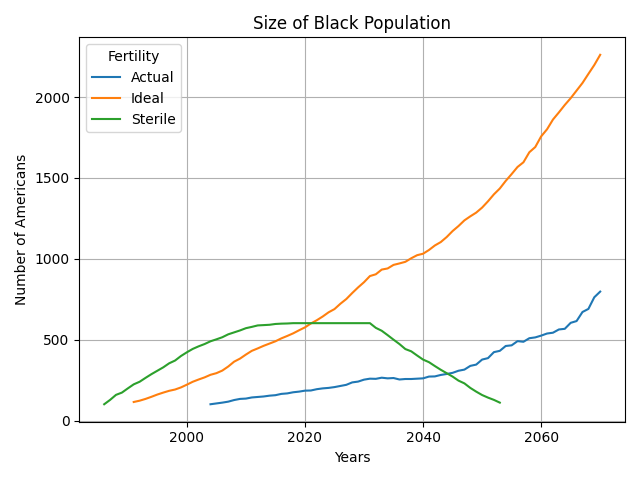 Size of Black Population
Fertility
Actual
Ideal
Sterile
Number of Americans
2000
1500
1000
500
0
2000 2020 2040 2060
Years